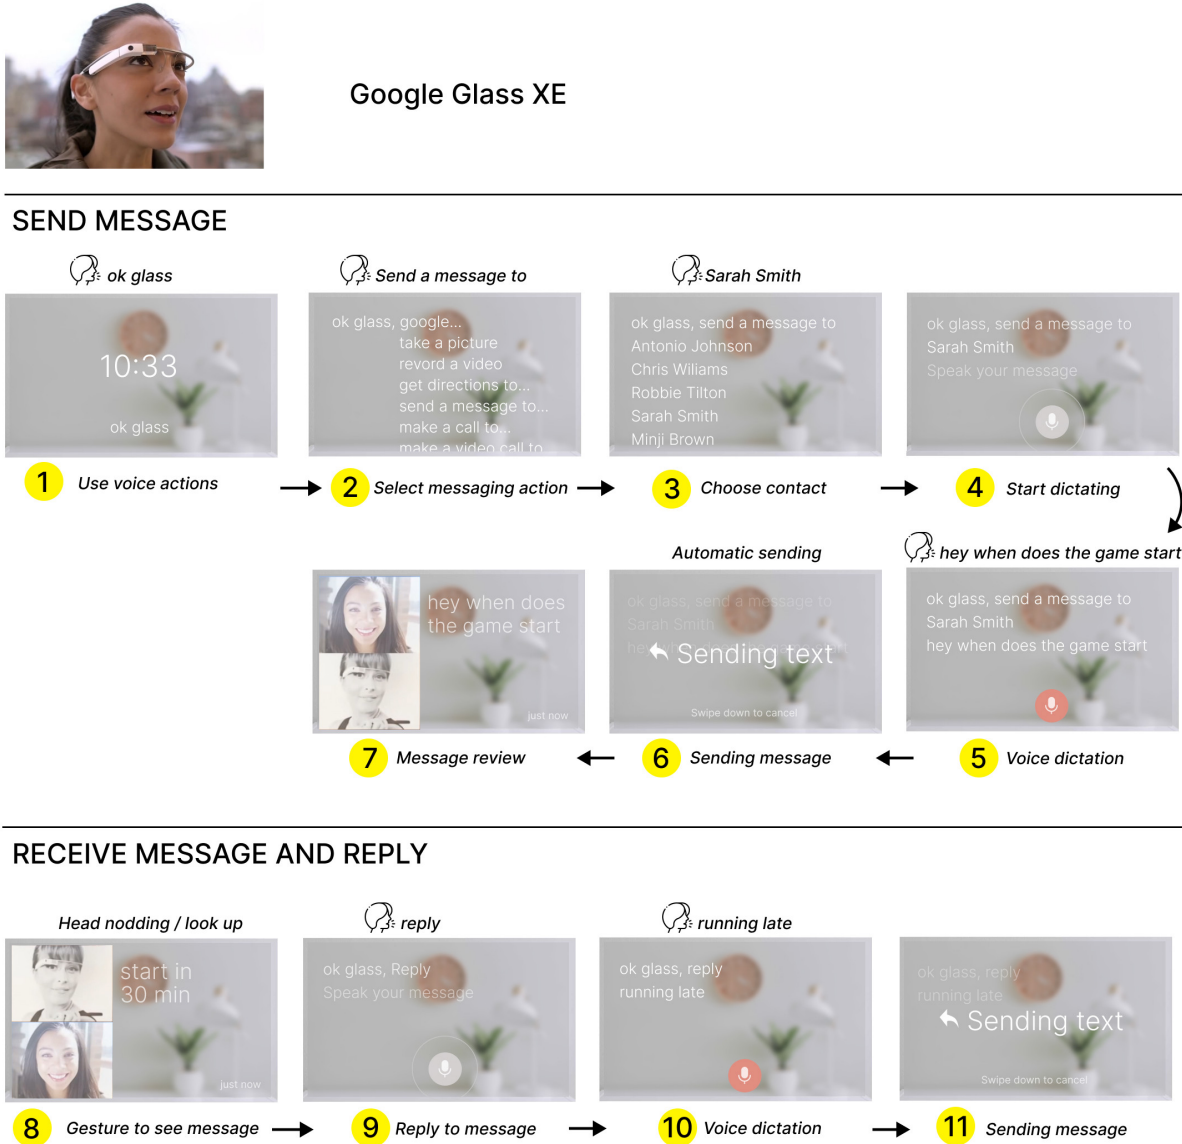 Google Glass XE
SEND MESSAGE
ok glass
10:33
ok glass
1 Use voice actions
Send a message to
ok glass, google...
take a picture
revord a video
get directions to...
send a message to...
make a call to...
make a video call to
2 Select messaging action
Sarah Smith
ok glass, send a message to
Antonio Johnson
Chris Wiliams
Robbie Tilton
Sarah Smith
Minji Brown
3 Choose contact
ok glass, send a message to
Sarah Smith
Speak your message
4 Start dictating
hey when does the game start
ok glass, send a message to
Sarah Smith
hey when does the game start
5 Voice dictation
Automatic sending
ok glass, send a message to
Sarah Smith
Sending text
Swipe down to cancel
6 Sending message
hey when does
the game start
just now
7 Message review
RECEIVE MESSAGE AND REPLY
Head nodding / look up
start in
30 min
just now
8 Gesture to see message
reply
ok glass, Reply
Speak your message
9 Reply to message
running late
ok glass, reply
running late
10 Voice dictation
ok glass, reply
running late
Sending text
Swipe down to cancel
11 Sending message